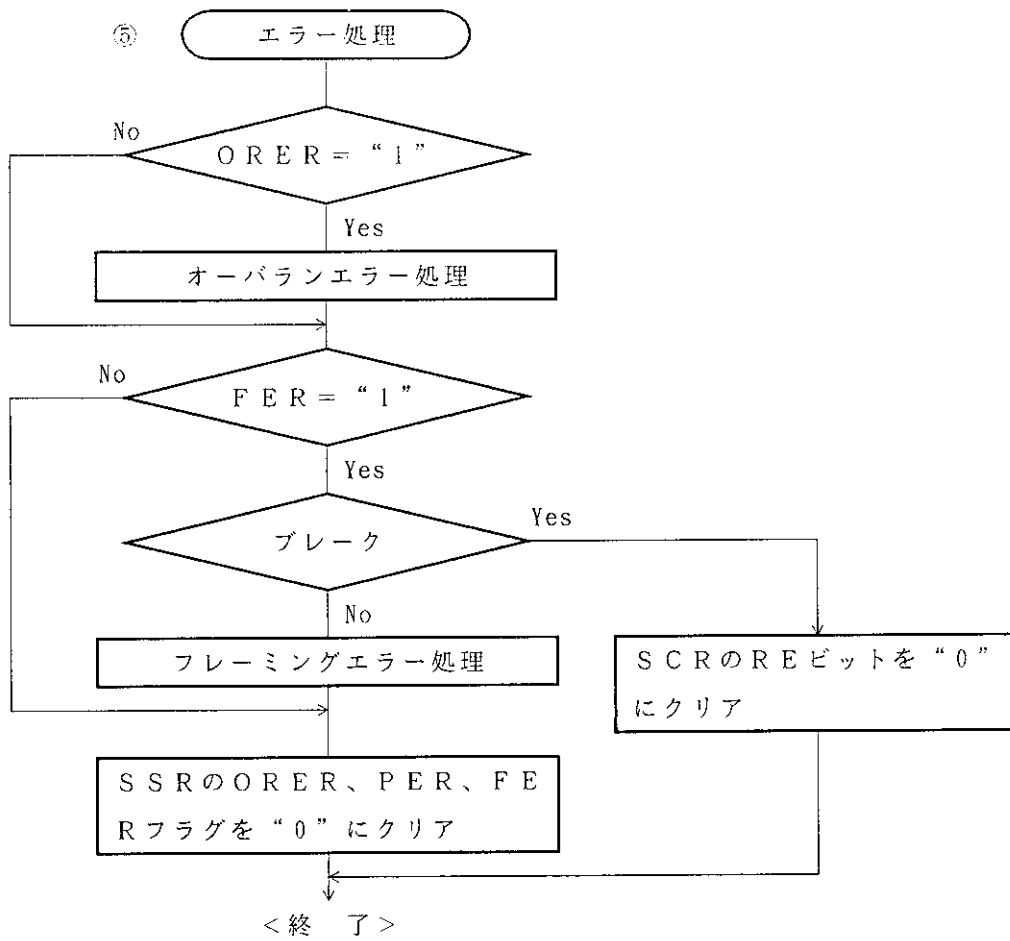 ⑤ エラー処理
No
ORER=“1”
Yes
オーバランエラー処理
No
FER=“1”
Yes
ブレーク
Yes
No
フレーミングエラー処理
SCRのREビットを“0”
にクリア
SSRのORER、PER、FE
Rフラグを“0”にクリア
<終 了>